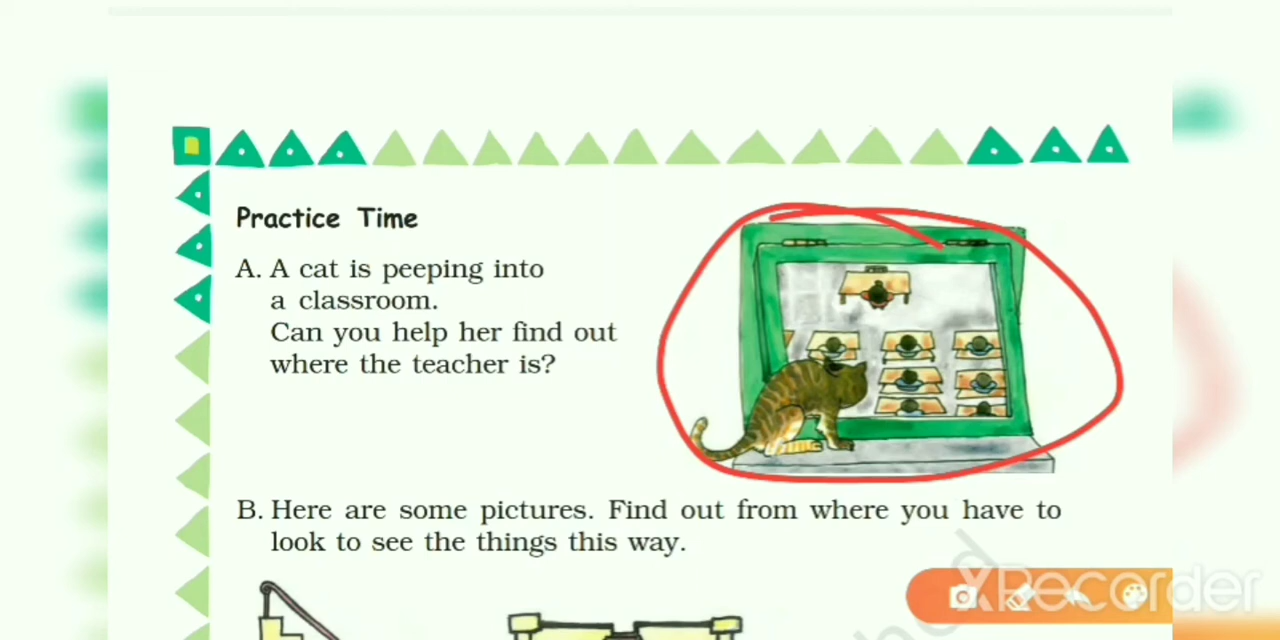 Practice Time
A. A cat is peeping into
a classroom.
Can you help her find out
where the teacher is?
B. Here are some pictures. Find out from where you have to
look to see the things this way.
XRecorder